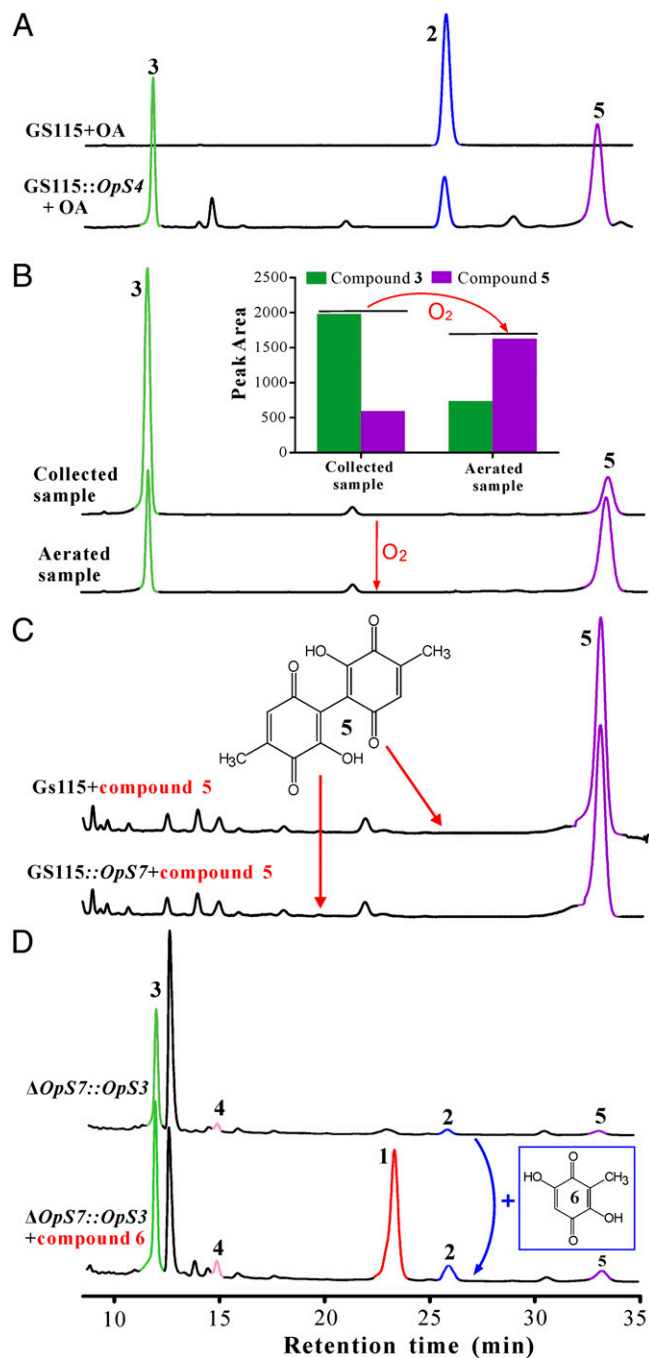 A
3
2
5
GS115+OA
GS115::OpS4
+ OA
B
3
Compound 3
Compound 5
2500
2000
1500
1000
500
0
Peak Area
O2
Collected
sample
Aerated
sample
5
Collected
sample
Aerated
sample
O2
C
5
O
HO
CH3
O
5
O
H3C
OH
O
Gs115+compound 5
GS115::OpS7+compound 5
D
3
ΔOpS7::OpS3
4
2
5
1
+
O
HO
CH3
6
OH
O
ΔOpS7::OpS3
+compound 6
4
2
5
10
15
20
25
30
35
Retention time (min)